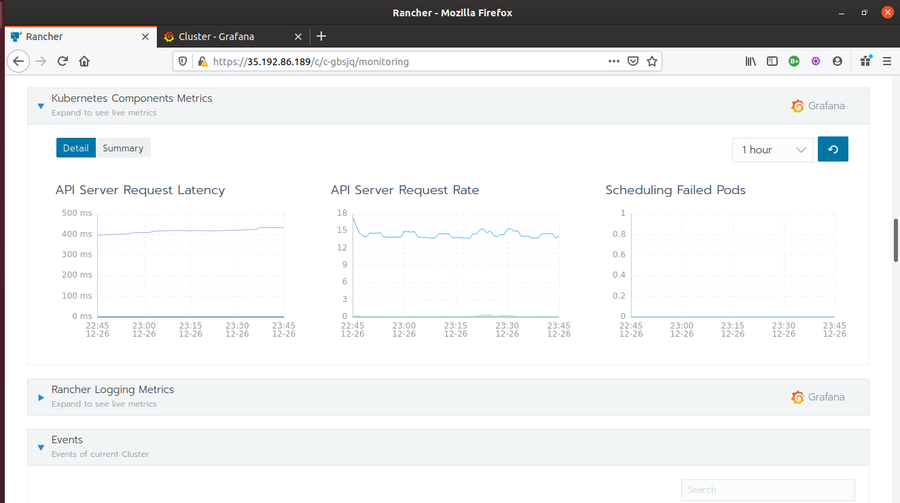 Rancher - Mozilla Firefox
Rancher
Cluster - Grafana
https://35.192.86.189/c/c-gbsjq/monitoring
Kubernetes Components Metrics
Expand to see live metrics
Grafana
Detail Summary
1 hour
API Server Request Latency
500 ms
400 ms
300 ms
200 ms
100 ms
0 ms
22:45 23:00 23:15 23:30 23:45
12-26 12-26 12-26 12-26 12-26
API Server Request Rate
18
15
12
9
6
3
0
22:45 23:00 23:15 23:30 23:45
12-26 12-26 12-26 12-26 12-26
Scheduling Failed Pods
1
0.8
0.6
0.4
0.2
0
22:45 23:00 23:15 23:30 23:45
12-26 12-26 12-26 12-26 12-26
Rancher Logging Metrics
Expand to see live metrics
Grafana
Events
Events of current Cluster
Search